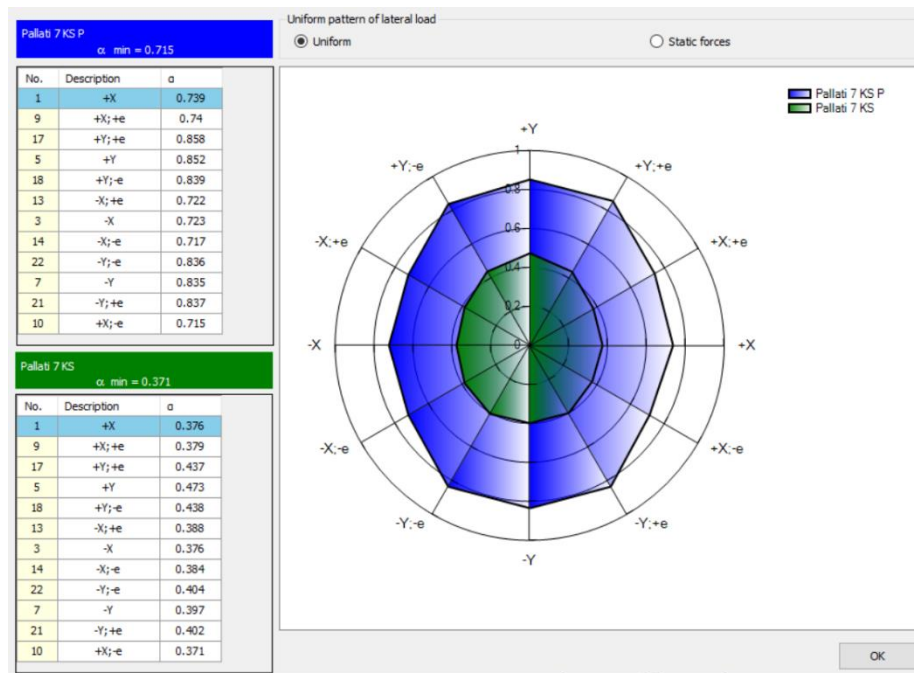 Pallati 7 KS P
α min = 0.715
No. Description α
1 +X 0.739
9 +X;+e 0.74
17 +Y;+e 0.858
5 +Y 0.852
18 +Y;-e 0.839
13 -X;+e 0.722
3 -X 0.723
14 -X;-e 0.717
22 -Y;-e 0.836
7 -Y 0.835
21 -Y;+e 0.837
10 +X;-e 0.715
Pallati 7 KS
α min = 0.371
No. Description α
1 +X 0.376
9 +X;+e 0.379
17 +Y;+e 0.437
5 +Y 0.473
18 +Y;-e 0.438
13 -X;+e 0.388
3 -X 0.376
14 -X;-e 0.384
22 -Y;-e 0.404
7 -Y 0.397
21 -Y;+e 0.402
10 +X;-e 0.371
Uniform pattern of lateral load
Uniform Static forces
Pallati 7 KS P
Pallati 7 KS
+Y
+Y;-e +Y;+e
1
0.8
-X;+e +X;+e
0.6
0.4
0.2
-X 0 +X
-X;-e +X;-e
-Y;-e -Y;+e
-Y
OK